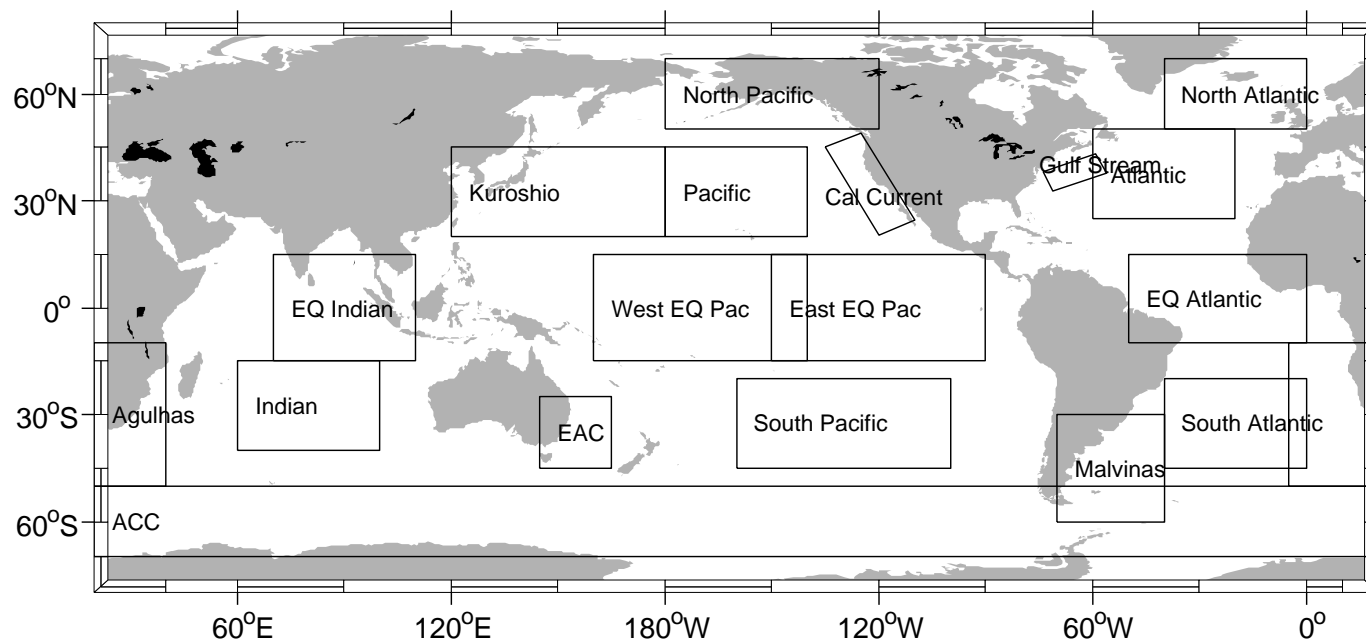 60°N
North Pacific
North Atlantic
Gulf Stream
Atlantic
30°N
Kuroshio
Pacific
Cal Current
0°
EQ Indian
West EQ Pac
East EQ Pac
EQ Atlantic
30°S
Agulhas
Indian
EAC
South Pacific
South Atlantic
Malvinas
60°S
ACC
60°E
120°E
180°W
120°W
60°W
0°